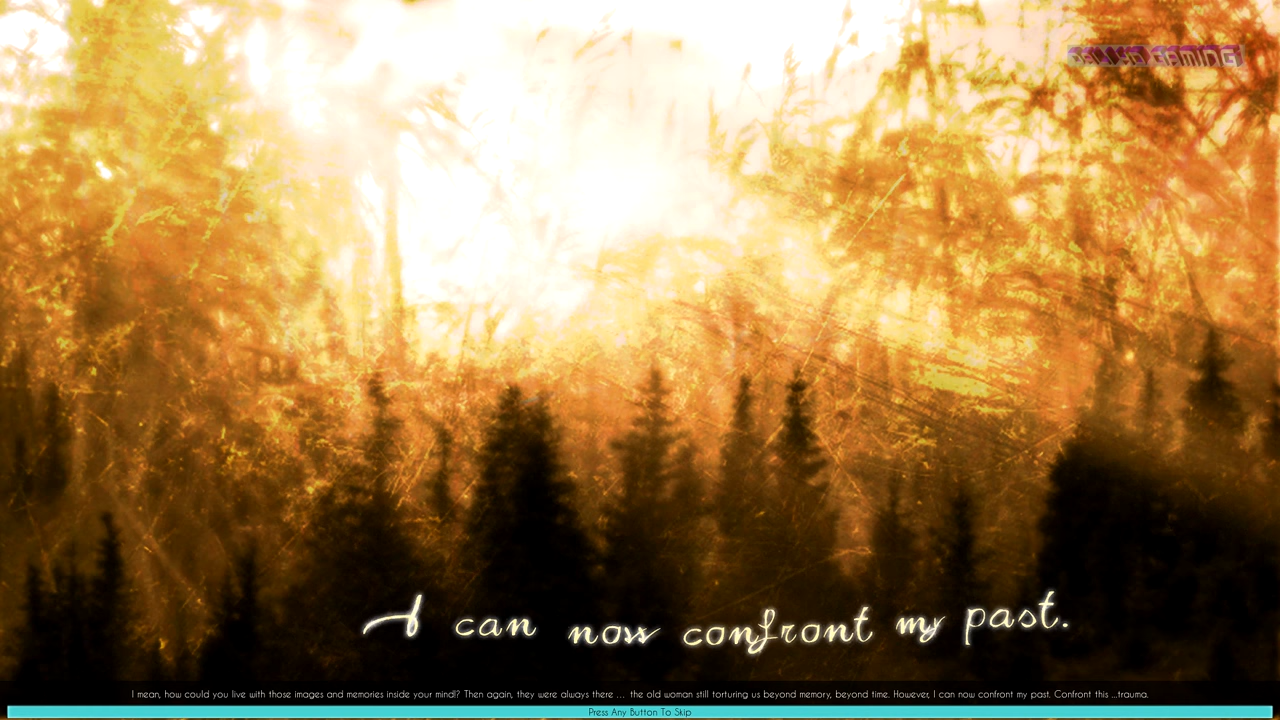 GAMING
I can now confront my past.
I mean, how could you live with those images and memories inside your mind!? Then again, they were always there ... the old woman still torturing us beyond memory, beyond time. However, I can now confront my past. Confront this ...trauma.
Press Any Button To Skip